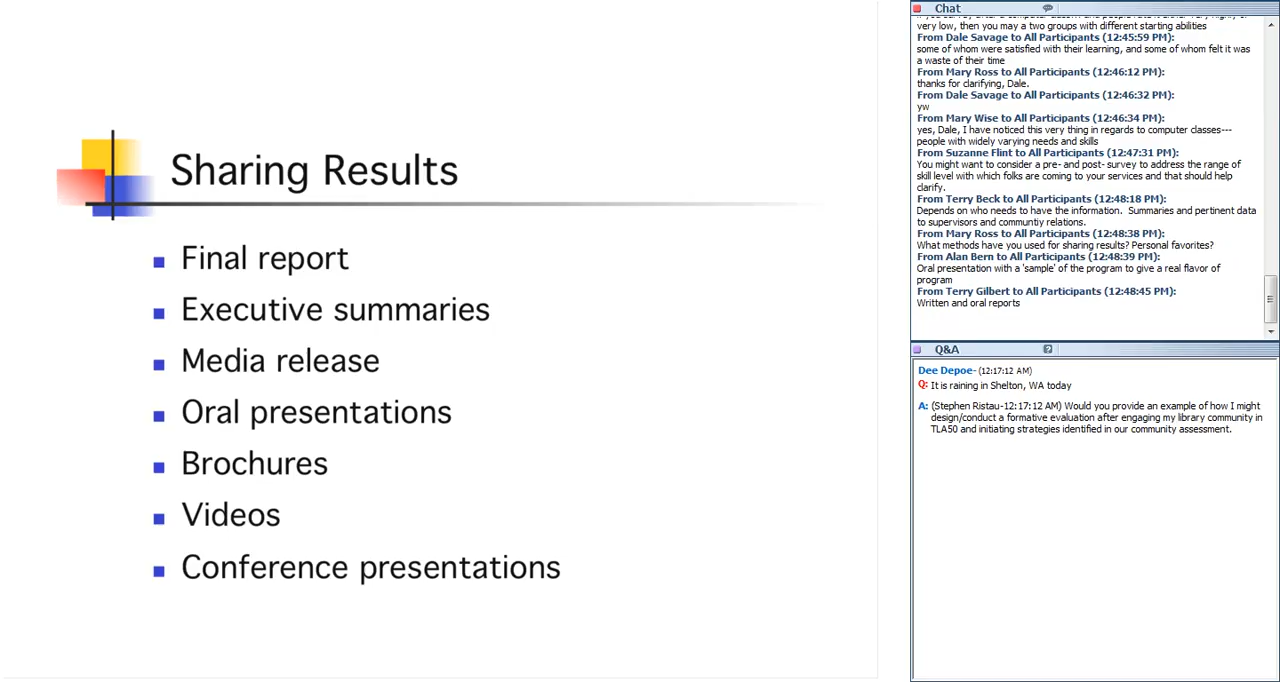 Sharing Results
Final report
Executive summaries
Media release
Oral presentations
Brochures
Videos
Conference presentations
Chat
very low, then you may a two groups with different starting abilities
From Dale Savage to All Participants (12:45:59 PM):
some of whom were satisfied with their learning, and some of whom felt it was
a waste of their time
From Mary Ross to All Participants (12:46:12 PM):
thanks for clarifying, Dale.
From Dale Savage to All Participants (12:46:32 PM):
yw
From Mary Wise to All Participants (12:46:34 PM):
yes, Dale, I have noticed this very thing in regards to computer classes---
people with widely varying needs and skills
From Suzanne Flint to All Participants (12:47:31 PM):
You might want to consider a pre- and post- survey to address the range of
skill level with which folks are coming to your services and that should help
clarify.
From Terry Beck to All Participants (12:48:18 PM):
Depends on who needs to have the information. Summaries and pertinent data
to supervisors and communtiy relations.
From Mary Ross to All Participants (12:48:38 PM):
What methods have you used for sharing results? Personal favorites?
From Alan Bern to All Participants (12:48:39 PM):
Oral presentation with a 'sample' of the program to give a real flavor of
program
From Terry Gilbert to All Participants (12:48:45 PM):
Written and oral reports
Q&A
Dee Depoe- (12:17:12 AM)
Q: It is raining in Shelton, WA today
A: (Stephen Ristau-12:17:12 AM) Would you provide an example of how I might
design/conduct a formative evaluation after engaging my library community in
TLA50 and initiating strategies identified in our community assessment.